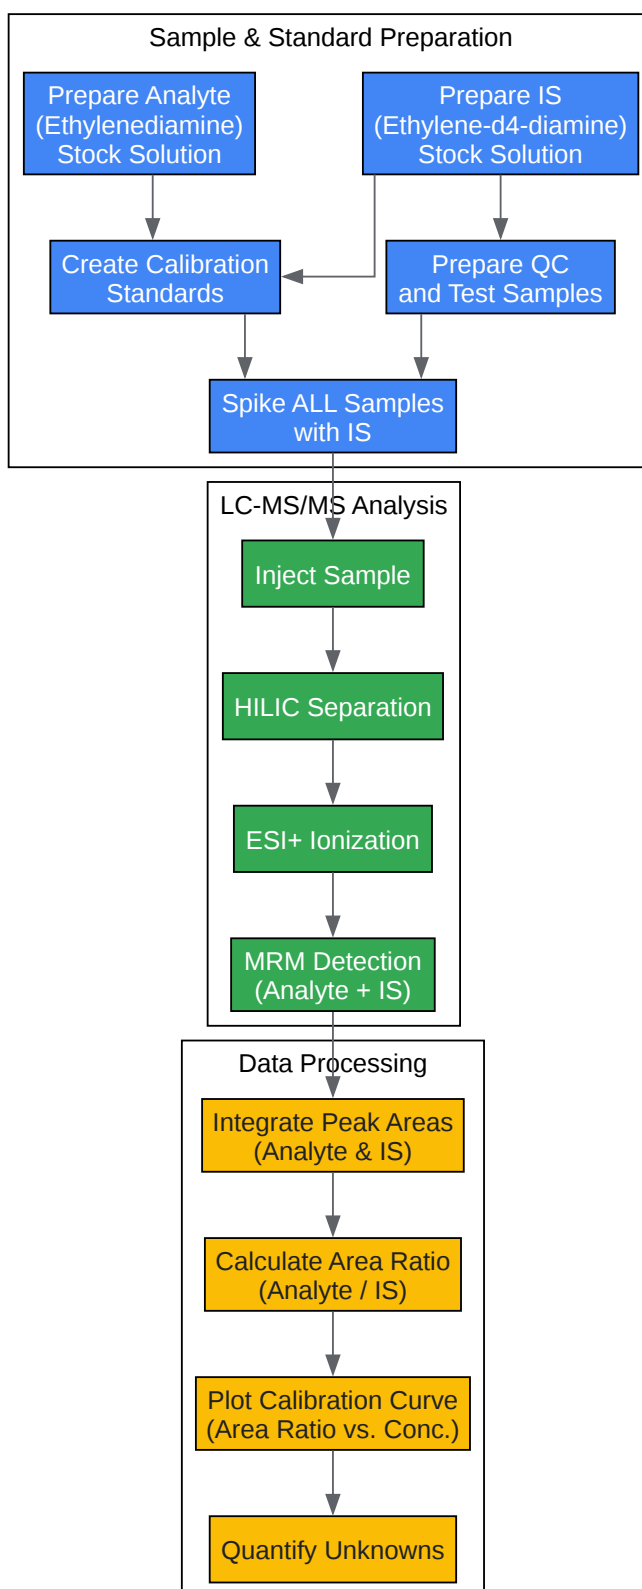 Sample & Standard Preparation
Prepare Analyte
(Ethylenediamine)
Stock Solution
Prepare IS
(Ethylene-d4-diamine)
Stock Solution
Create Calibration
Standards
Prepare QC
and Test Samples
Spike ALL Samples
with IS
LC-MS/MS Analysis
Inject Sample
HILIC Separation
ESI+ Ionization
MRM Detection
(Analyte + IS)
Data Processing
Integrate Peak Areas
(Analyte & IS)
Calculate Area Ratio
(Analyte / IS)
Plot Calibration Curve
(Area Ratio vs. Conc.)
Quantify Unknowns